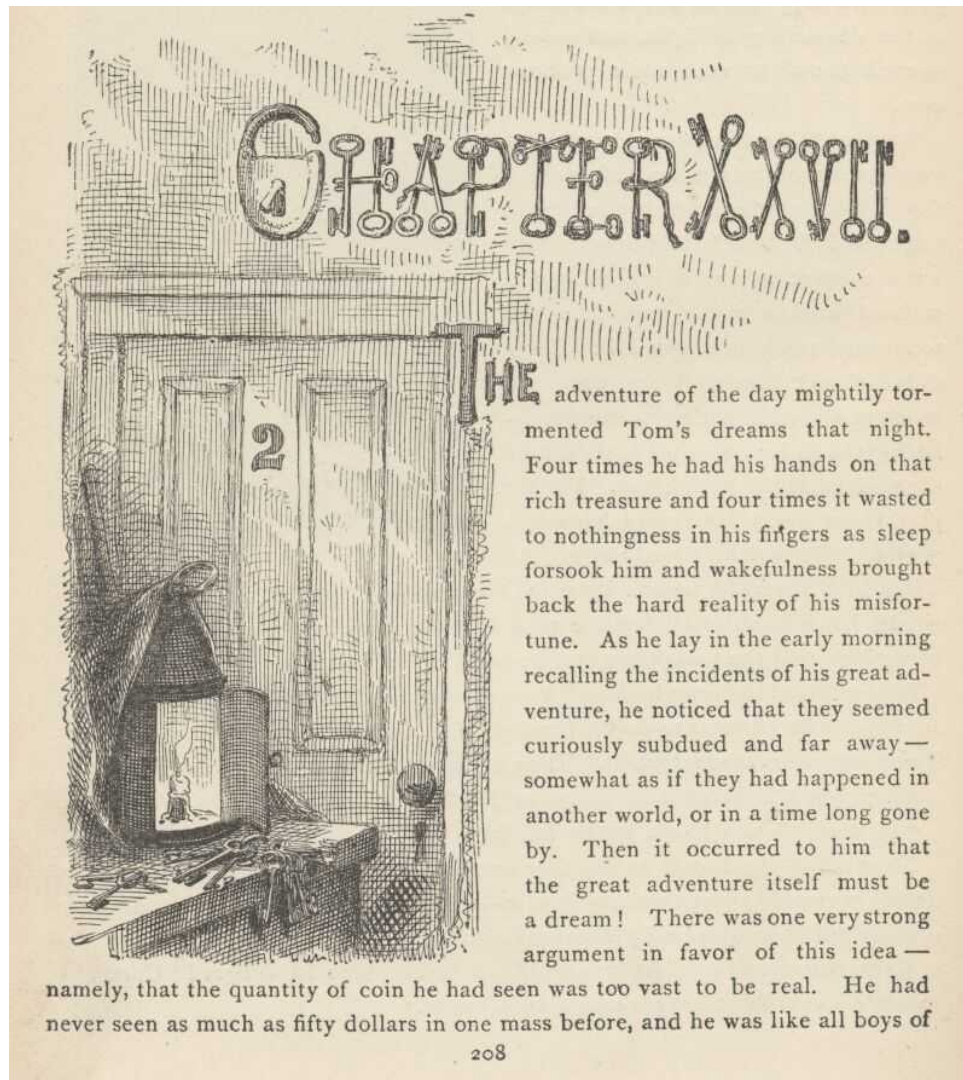 CHAPTER XXVII.
2
THE adventure of the day mightily tor-
mented Tom's dreams that night.
Four times he had his hands on that
rich treasure and four times it wasted
to nothingness in his fingers as sleep
forsook him and wakefulness brought
back the hard reality of his misfor-
tune. As he lay in the early morning
recalling the incidents of his great ad-
venture, he noticed that they seemed
curiously subdued and far away—
somewhat as if they had happened in
another world, or in a time long gone
by. Then it occurred to him that
the great adventure itself must be
a dream! There was one very strong
argument in favor of this idea—
namely, that the quantity of coin he had seen was too vast to be real. He had
never seen as much as fifty dollars in one mass before, and he was like all boys of
208